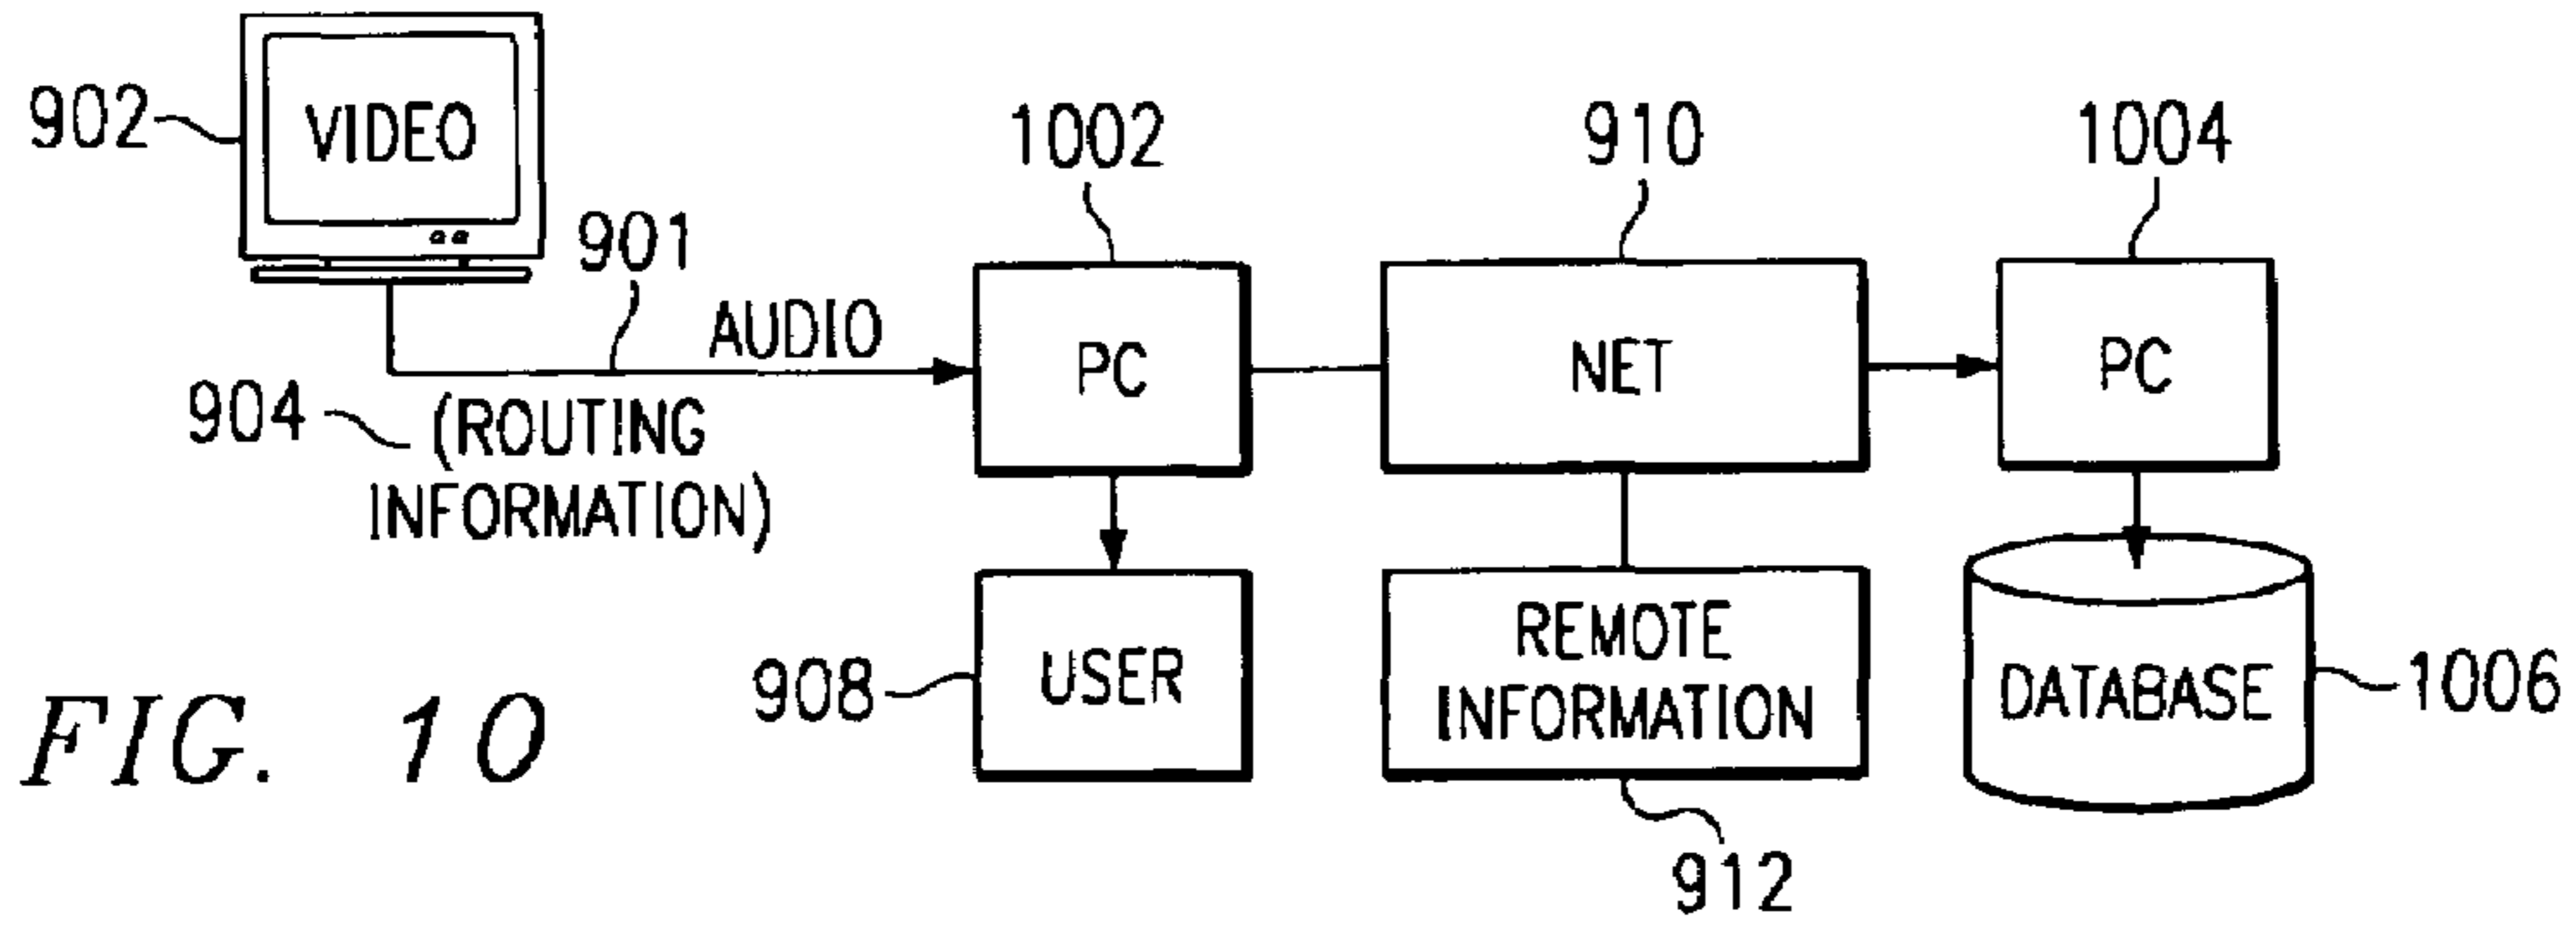 902
VIDEO
901
AUDIO
904
(ROUTING
INFORMATION)
1002
PC
908
USER
910
NET
REMOTE
INFORMATION
912
1004
PC
DATABASE
1006
FIG. 10